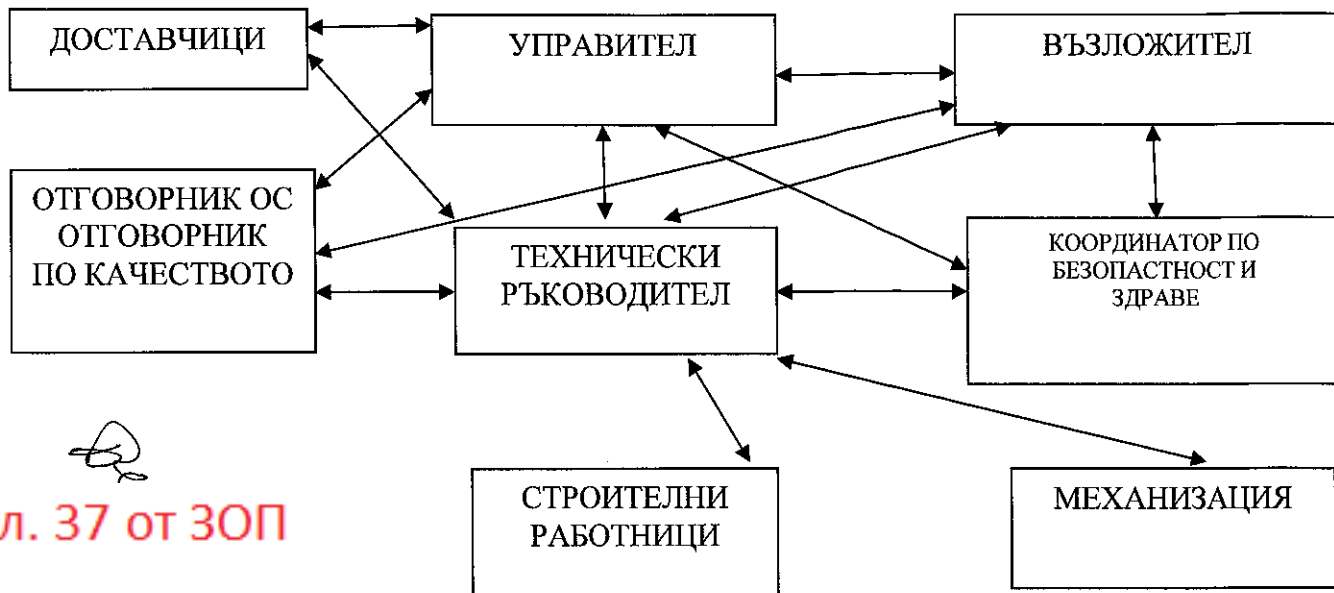 ДОСТАВЧИЦИ
УПРАВИТЕЛ
ВЪЗЛОЖИТЕЛ
ОТГОВОРНИК ОС
ОТГОВОРНИК
ПО КАЧЕСТВОТО
ТЕХНИЧЕСКИ
РЪКОВОДИТЕЛ
КООРДИНАТОР ПО
БЕЗОПАСТНОСТ И
ЗДРАВЕ
СТРОИТЕЛНИ
РАБОТНИЦИ
МЕХАНИЗАЦИЯ
л. 37 от ЗОП